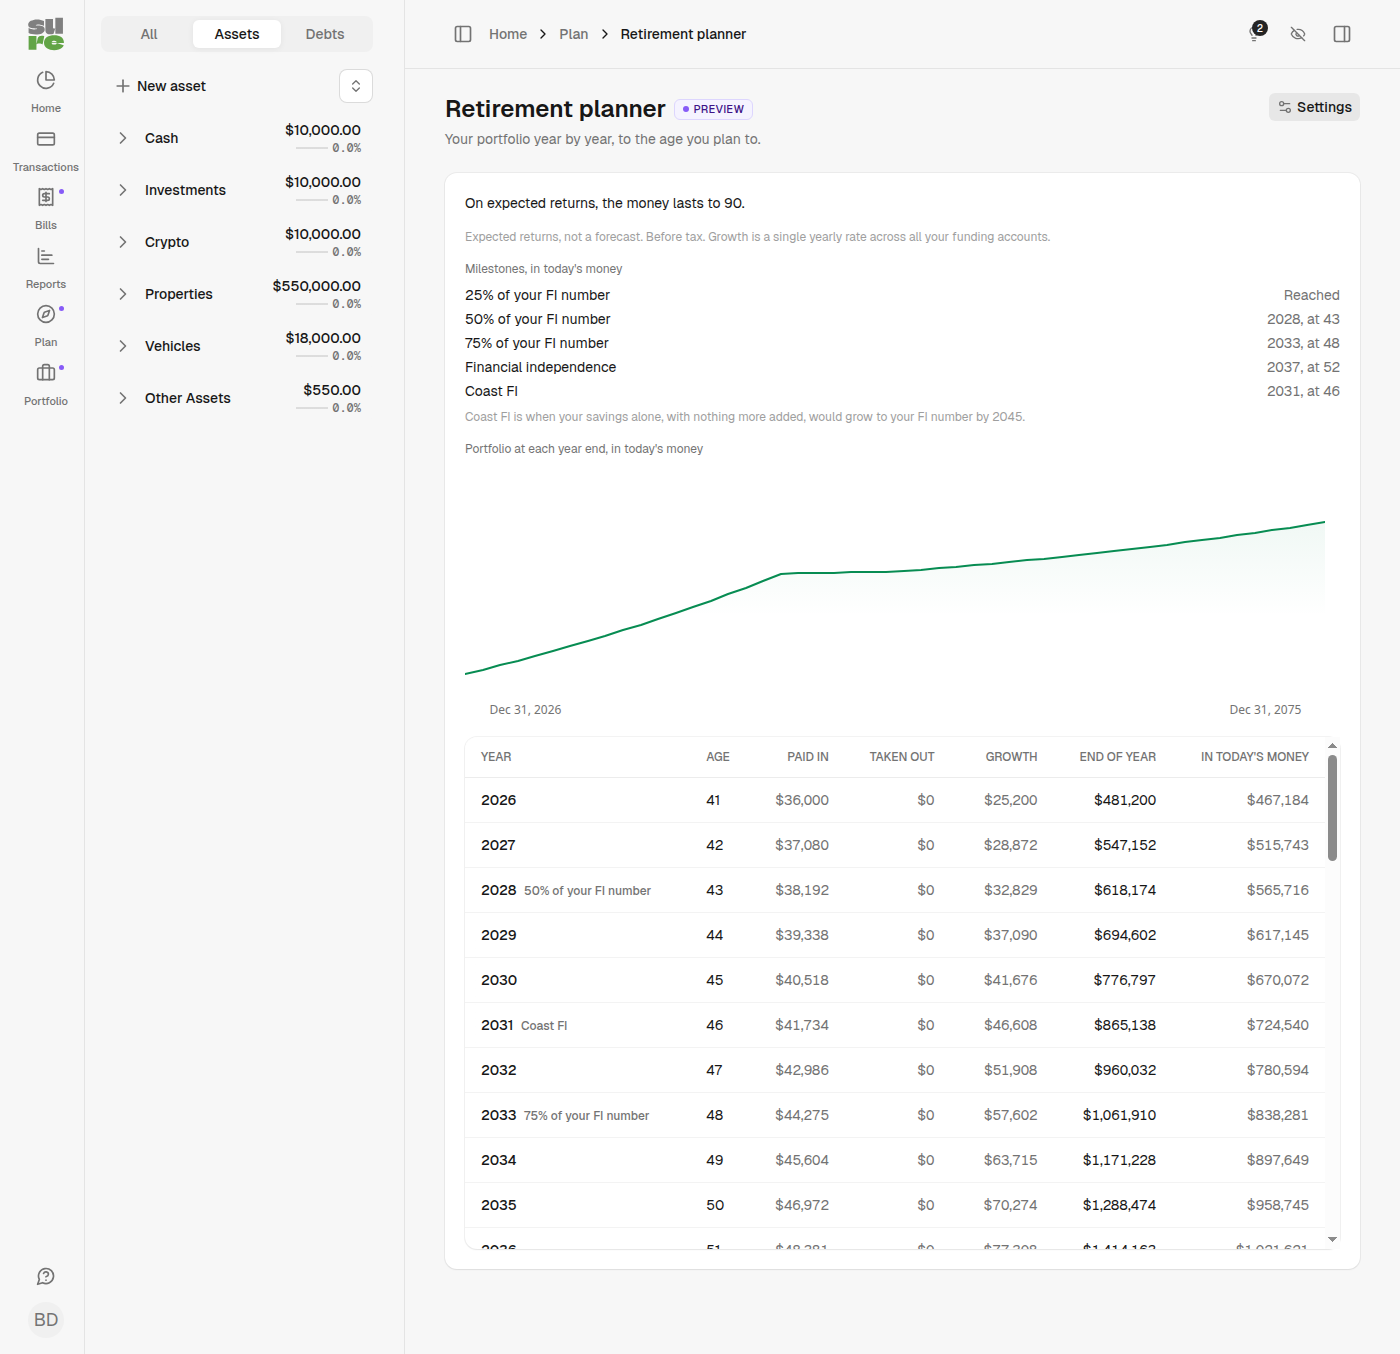 sure
Home
Transactions
Bills
Reports
Plan
Portfolio
BD
All Assets Debts
New asset
Cash $10,000.00
0.0%
Investments $10,000.00
0.0%
Crypto $10,000.00
0.0%
Properties $550,000.00
0.0%
Vehicles $18,000.00
0.0%
Other Assets $550.00
0.0%
Home > Plan > Retirement planner
2
Retirement planner PREVIEW
Settings
Your portfolio year by year, to the age you plan to.
On expected returns, the money lasts to 90.
Expected returns, not a forecast. Before tax. Growth is a single yearly rate across all your funding accounts.
Milestones, in today's money
25% of your FI number Reached
50% of your FI number 2028, at 43
75% of your FI number 2033, at 48
Financial independence 2037, at 52
Coast FI 2031, at 46
Coast FI is when your savings alone, with nothing more added, would grow to your FI number by 2045.
Portfolio at each year end, in today's money
Dec 31, 2026 Dec 31, 2075
YEAR AGE PAID IN TAKEN OUT GROWTH END OF YEAR IN TODAY'S MONEY
2026 41 $36,000 $0 $25,200 $481,200 $467,184
2027 42 $37,080 $0 $28,872 $547,152 $515,743
2028 50% of your FI number 43 $38,192 $0 $32,829 $618,174 $565,716
2029 44 $39,338 $0 $37,090 $694,602 $617,145
2030 45 $40,518 $0 $41,676 $776,797 $670,072
2031 Coast FI 46 $41,734 $0 $46,608 $865,138 $724,540
2032 47 $42,986 $0 $51,908 $960,032 $780,594
2033 75% of your FI number 48 $44,275 $0 $57,602 $1,061,910 $838,281
2034 49 $45,604 $0 $63,715 $1,171,228 $897,649
2035 50 $46,972 $0 $70,274 $1,288,474 $958,745
2036 51 $0